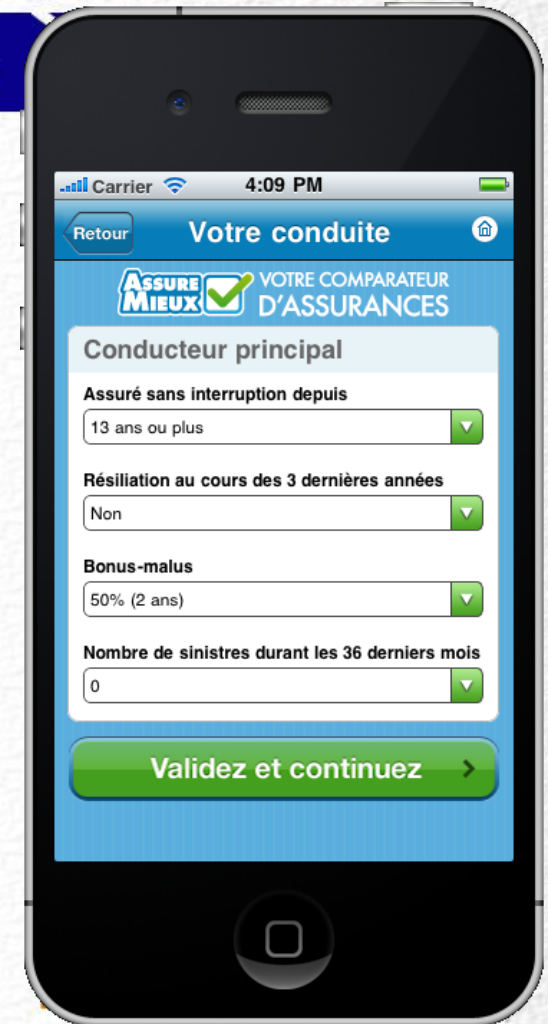 Carrier 4:09 PM
Retour Votre conduite
ASSURE MIEUX
VOTRE COMPARATEUR
D'ASSURANCES
Conducteur principal
Assuré sans interruption depuis
13 ans ou plus
Résiliation au cours des 3 dernières années
Non
Bonus-malus
50% (2 ans)
Nombre de sinistres durant les 36 derniers mois
0
Validez et continuez